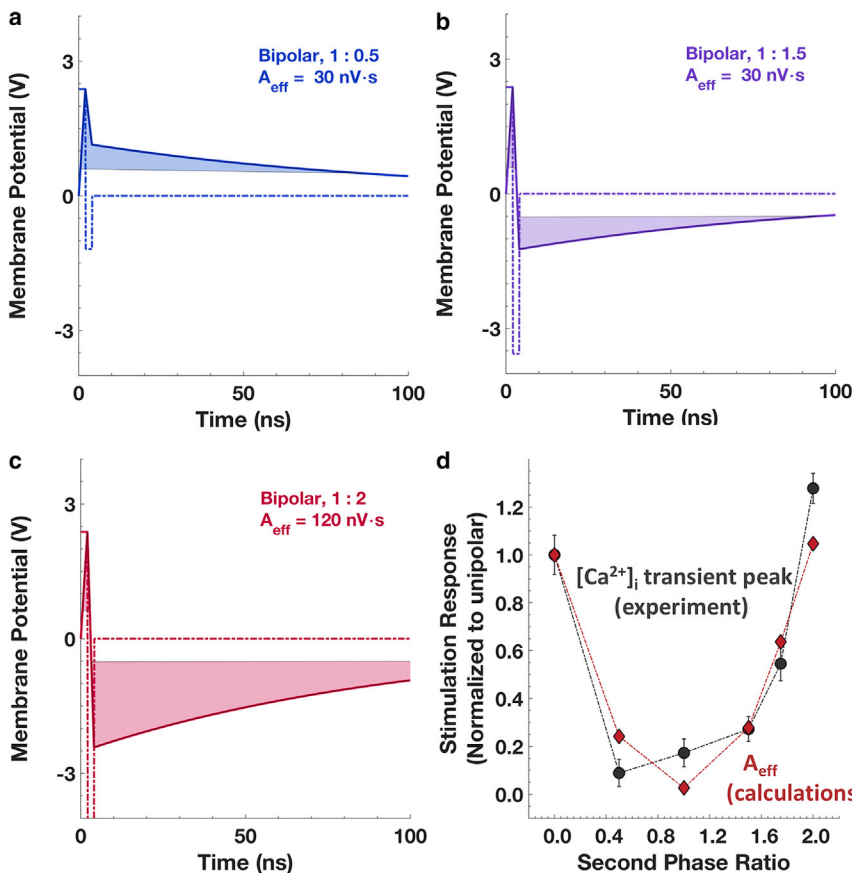 a
Bipolar, 1 : 0.5
A_eff = 30 nV·s
Membrane Potential (V)
3
0
-3
0 50 100
Time (ns)
b
Bipolar, 1 : 1.5
A_eff = 30 nV·s
Membrane Potential (V)
3
0
-3
0 50 100
Time (ns)
c
Bipolar, 1 : 2
A_eff = 120 nV·s
Membrane Potential (V)
3
0
-3
0 50 100
Time (ns)
d
Stimulation Response
(Normalized to unipolar)
1.2
1.0
0.8
0.6
0.4
0.2
0.0
[Ca²⁺]ᵢ transient peak
(experiment)
A_eff
(calculations
0.0 0.4 0.8 1.2 1.6 2.0
Second Phase Ratio